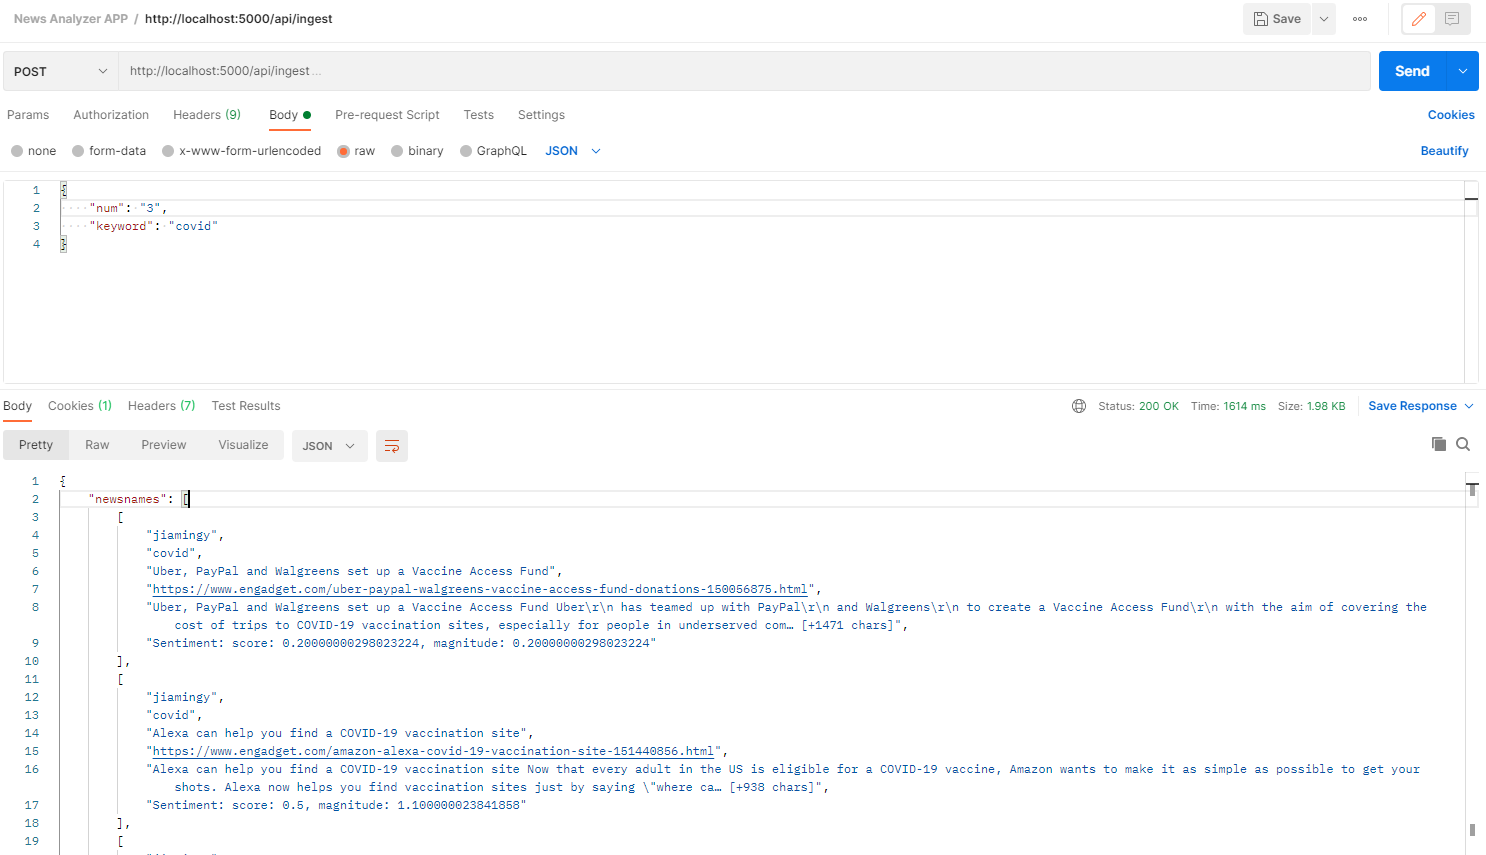 News Analyzer APP / http://localhost:5000/api/ingest
Save
POST
http://localhost:5000/api/ingest ...
Send
Params Authorization Headers (9) Body Pre-request Script Tests Settings Cookies
none form-data x-www-form-urlencoded raw binary GraphQL JSON Beautify
1 {
2 "num": "3",
3 "keyword": "covid"
4 }
Body Cookies (1) Headers (7) Test Results Status: 200 OK Time: 1614 ms Size: 1.98 KB Save Response
Pretty Raw Preview Visualize JSON
1 {
2 "newsnames": [
3 [
4 "jiamingy",
5 "covid",
6 "Uber, PayPal and Walgreens set up a Vaccine Access Fund",
7 "https://www.engadget.com/uber-paypal-walgreens-vaccine-access-fund-donations-150056875.html",
8 "Uber, PayPal and Walgreens set up a Vaccine Access Fund Uber\r\n has teamed up with PayPal\r\n and Walgreens\r\n to create a Vaccine Access Fund\r\n with the aim of covering the
cost of trips to COVID-19 vaccination sites, especially for people in underserved com… [+1471 chars]",
9 "Sentiment: score: 0.20000000298023224, magnitude: 0.20000000298023224"
10 ],
11 [
12 "jiamingy",
13 "covid",
14 "Alexa can help you find a COVID-19 vaccination site",
15 "https://www.engadget.com/amazon-alexa-covid-19-vaccination-site-151440856.html",
16 "Alexa can help you find a COVID-19 vaccination site Now that every adult in the US is eligible for a COVID-19 vaccine, Amazon wants to make it as simple as possible to get your
shots. Alexa now helps you find vaccination sites just by saying \"where ca… [+938 chars]",
17 "Sentiment: score: 0.5, magnitude: 1.100000023841858"
18 ],
19 [